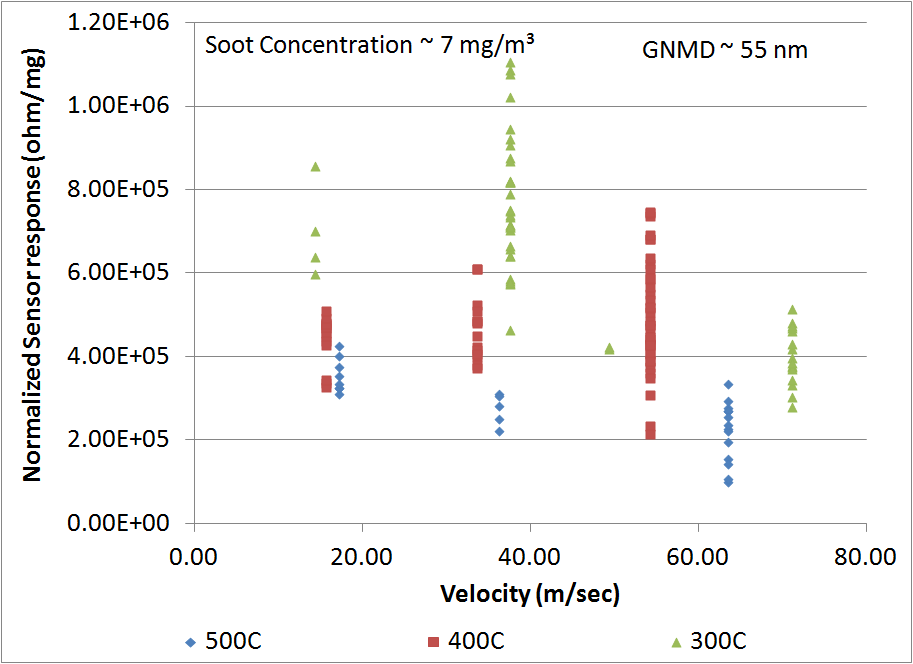 Soot Concentration ~ 7 mg/m³
GNMD ~ 55 nm
Normalized Sensor response (ohm/mg)
1.20E+06
1.00E+06
8.00E+05
6.00E+05
4.00E+05
2.00E+05
0.00E+00
0.00 20.00 40.00 60.00 80.00
Velocity (m/sec)
500C 400C 300C